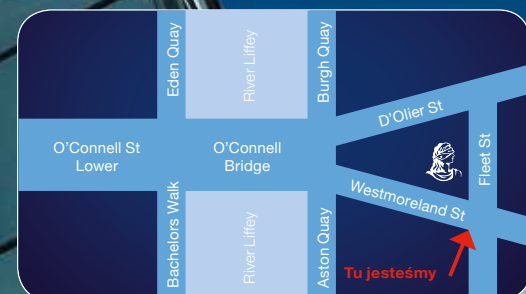 Eden Quay
River Liffey
Burgh Quay
D'Olier St
O'Connell St
Lower
O'Connell
Bridge
Fleet St
Westmoreland St
Bachelors Walk
River Liffey
Aston Quay
Tu jesteśmy